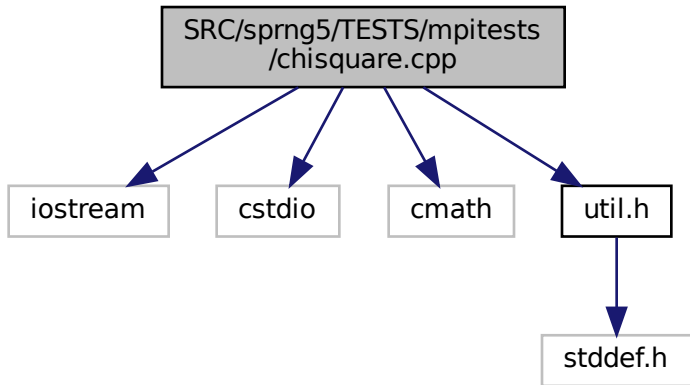 SRC/sprng5/TESTS/mpitests
/chisquare.cpp
iostream
cstdio
cmath
util.h
stddef.h